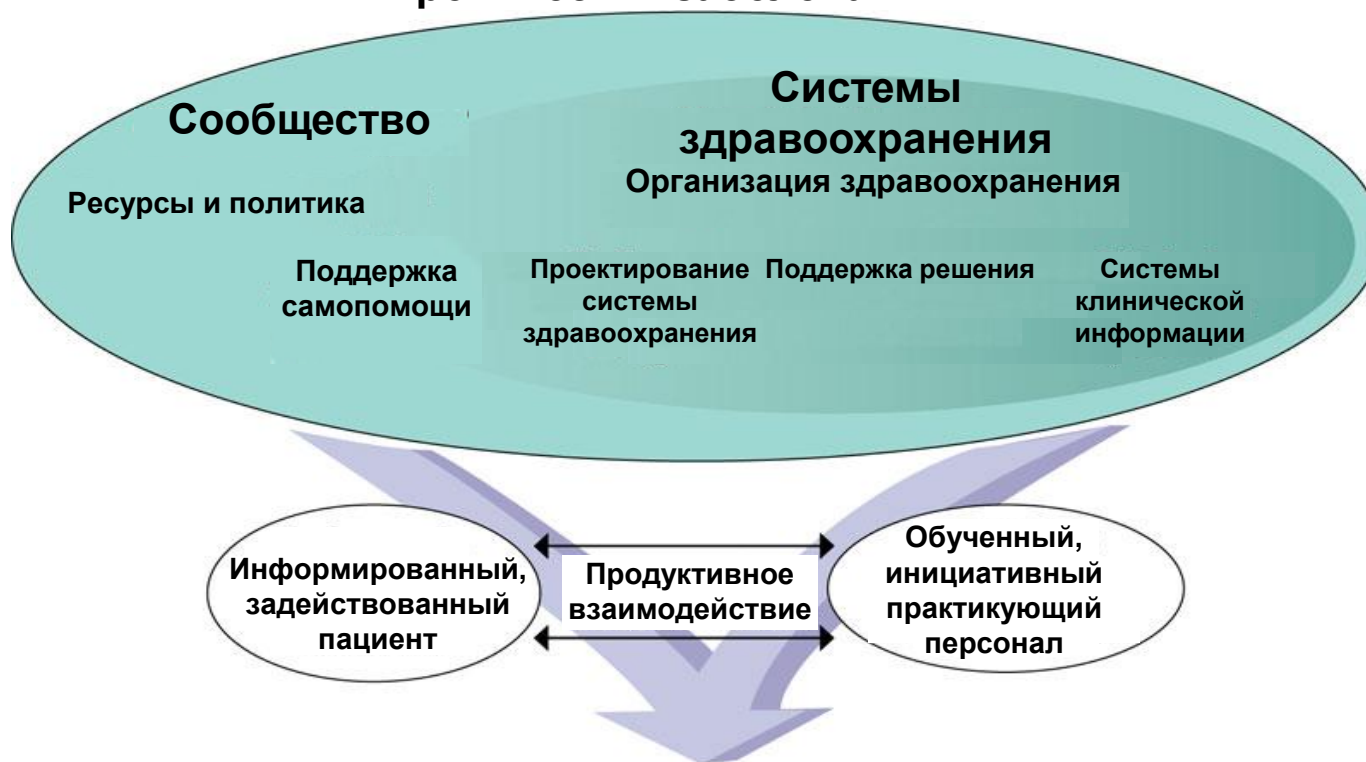 Сообщество
Системы
здравоохранения
Организация здравоохранения
Ресурсы и политика
Поддержка
самопомощи
Проектирование
системы
здравоохранения
Поддержка решения
Системы
клинической
информации
Информированный,
задействованный
пациент
Продуктивное
взаимодействие
Обученный,
инициативный
практикующий
персонал